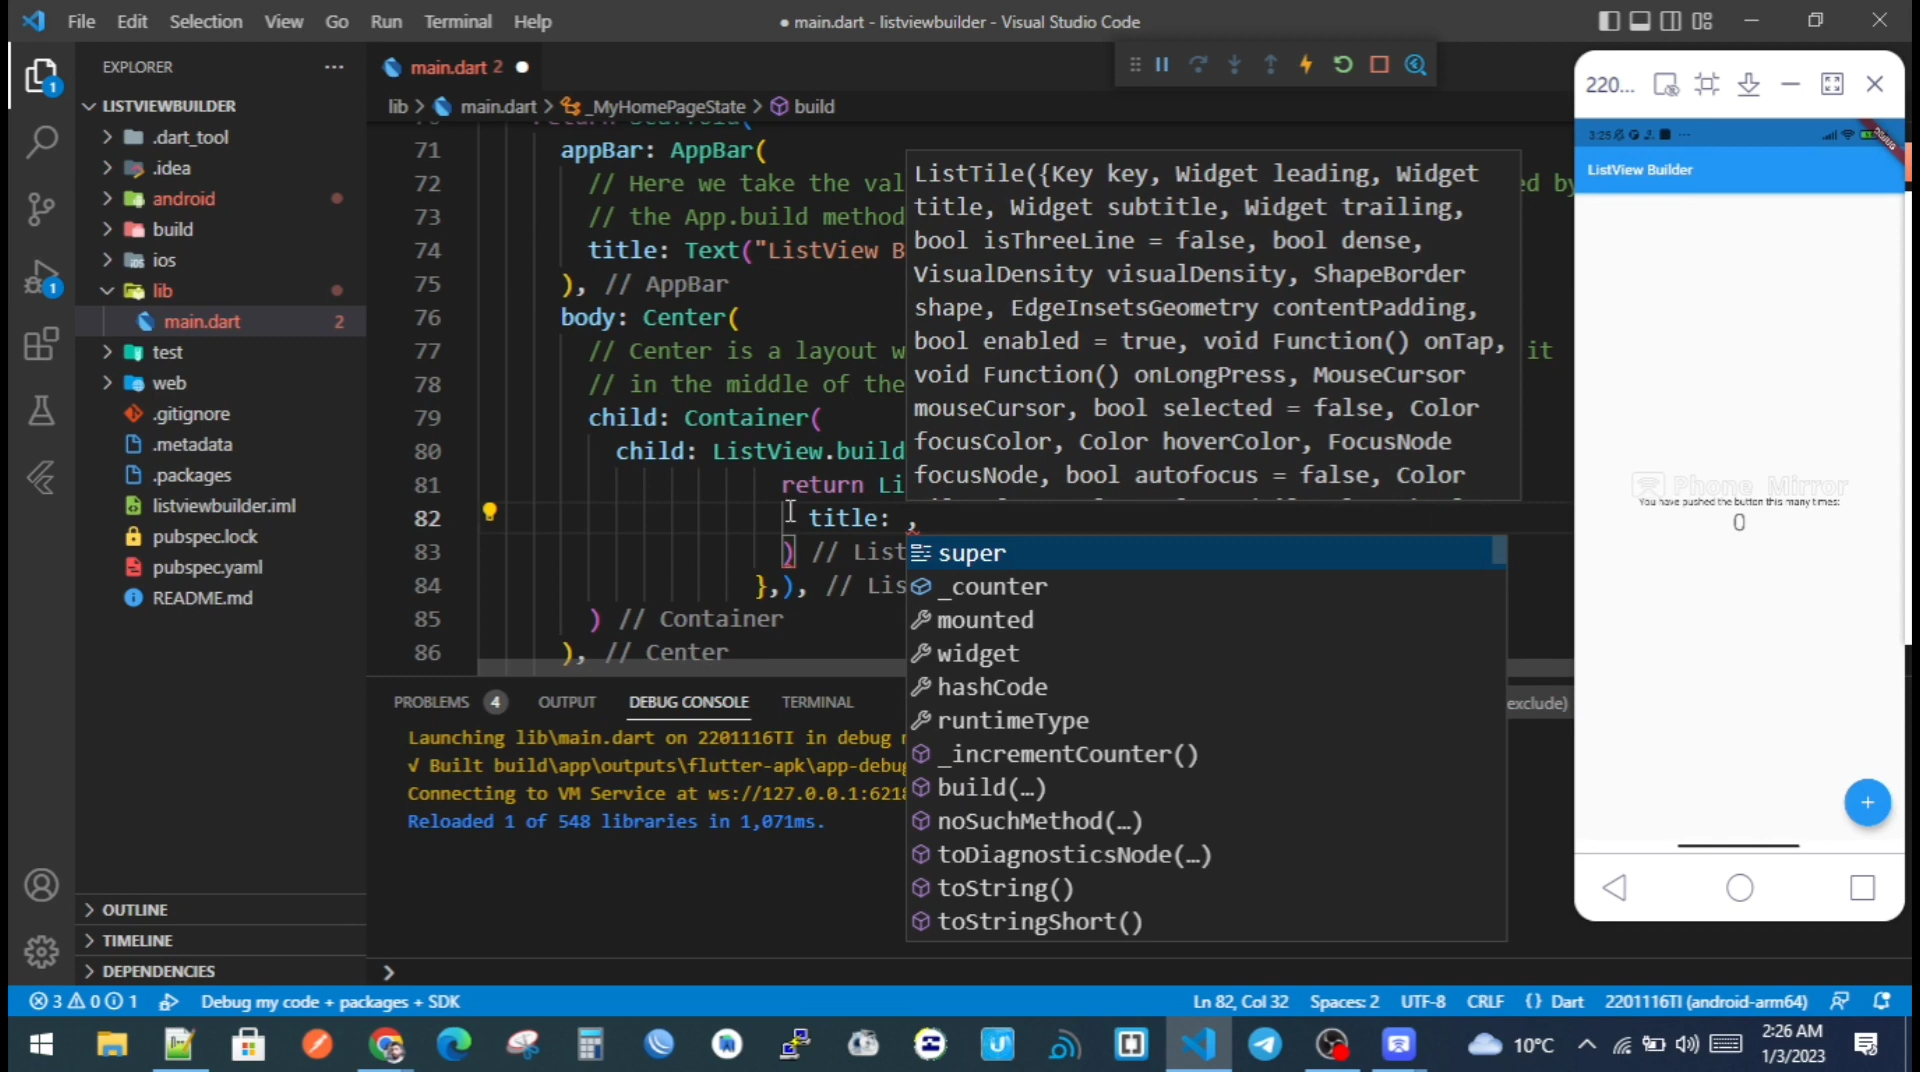 File Edit Selection View Go Run Terminal Help
● main.dart - listviewbuilder - Visual Studio Code
EXPLORER
LISTVIEWBUILDER
.dart_tool
.idea
android
build
ios
lib
main.dart 2
test
web
.gitignore
.metadata
.packages
listviewbuilder.iml
pubspec.lock
pubspec.yaml
README.md
OUTLINE
TIMELINE
DEPENDENCIES
main.dart 2
lib > main.dart > _MyHomePageState > build
71 appBar: AppBar(
72 // Here we take the val
73 // the App.build method
74 title: Text("ListView B
75 ), // AppBar
76 body: Center(
77 // Center is a layout w it
78 // in the middle of the
79 child: Container(
80 child: ListView.build
81 return Li
82 title: ,
83 ) // List
84 },), // Lis
85 ) // Container
86 ), // Center
ListTile({Key key, Widget leading, Widget
title, Widget subtitle, Widget trailing,
bool isThreeLine = false, bool dense,
VisualDensity visualDensity, ShapeBorder
shape, EdgeInsetsGeometry contentPadding,
bool enabled = true, void Function() onTap,
void Function() onLongPress, MouseCursor
mouseCursor, bool selected = false, Color
focusColor, Color hoverColor, FocusNode
focusNode, bool autofocus = false, Color
super
_counter
mounted
widget
hashCode
runtimeType
_incrementCounter()
build(…)
noSuchMethod(…)
toDiagnosticsNode(…)
toString()
toStringShort()
PROBLEMS 4 OUTPUT DEBUG CONSOLE TERMINAL exclude)
Launching lib\main.dart on 2201116TI in debug
√ Built build\app\outputs\flutter-apk\app-debug
Connecting to VM Service at ws://127.0.0.1:6218
Reloaded 1 of 548 libraries in 1,071ms.
220...
3:25
DEBUG
ListView Builder
Phone Mirror
You have pushed the button this many times:
0
3 0 1 Debug my code + packages + SDK
Ln 82, Col 32 Spaces: 2 UTF-8 CRLF {} Dart 2201116TI (android-arm64)
10°C
2:26 AM
1/3/2023